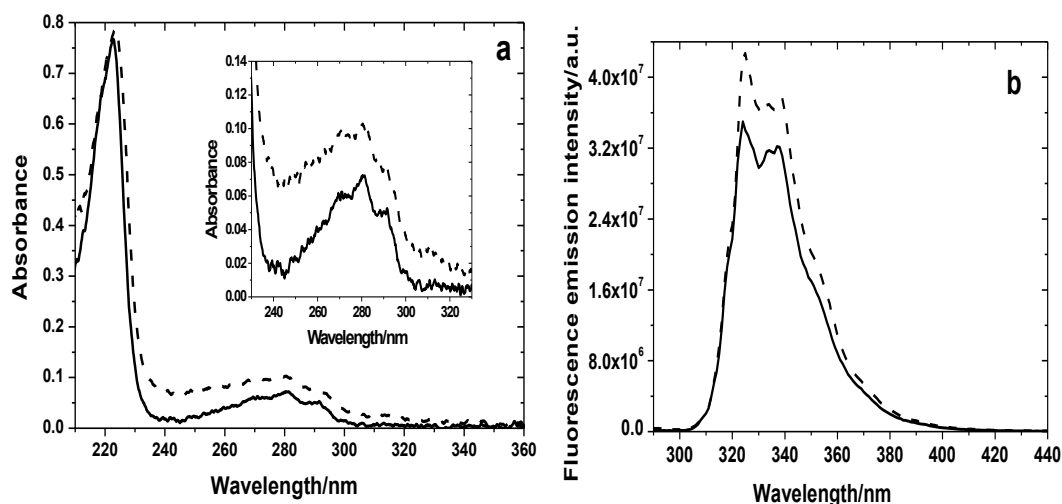 a
Absorbance
0.8
0.7
0.6
0.5
0.4
0.3
0.2
0.1
0.0
220 240 260 280 300 320 340 360
Wavelength/nm
Absorbance
0.14
0.12
0.10
0.08
0.06
0.04
0.02
0.00
240 260 280 300 320
Wavelength/nm
b
Fluorescence emission intensity/a.u.
4.0x10⁷
3.2x10⁷
2.4x10⁷
1.6x10⁷
8.0x10⁶
0.0
300 320 340 360 380 400 420 440
Wavelength/nm